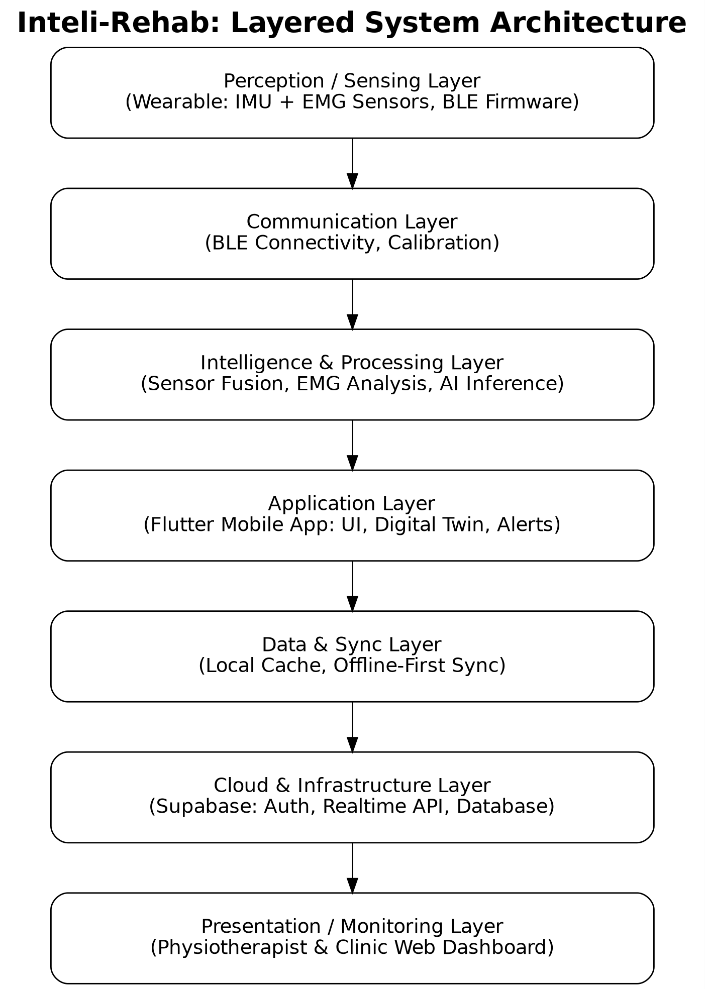 Inteli-Rehab: Layered System Architecture
Perception / Sensing Layer
(Wearable: IMU + EMG Sensors, BLE Firmware)
Communication Layer
(BLE Connectivity, Calibration)
Intelligence & Processing Layer
(Sensor Fusion, EMG Analysis, AI Inference)
Application Layer
(Flutter Mobile App: UI, Digital Twin, Alerts)
Data & Sync Layer
(Local Cache, Offline-First Sync)
Cloud & Infrastructure Layer
(Supabase: Auth, Realtime API, Database)
Presentation / Monitoring Layer
(Physiotherapist & Clinic Web Dashboard)